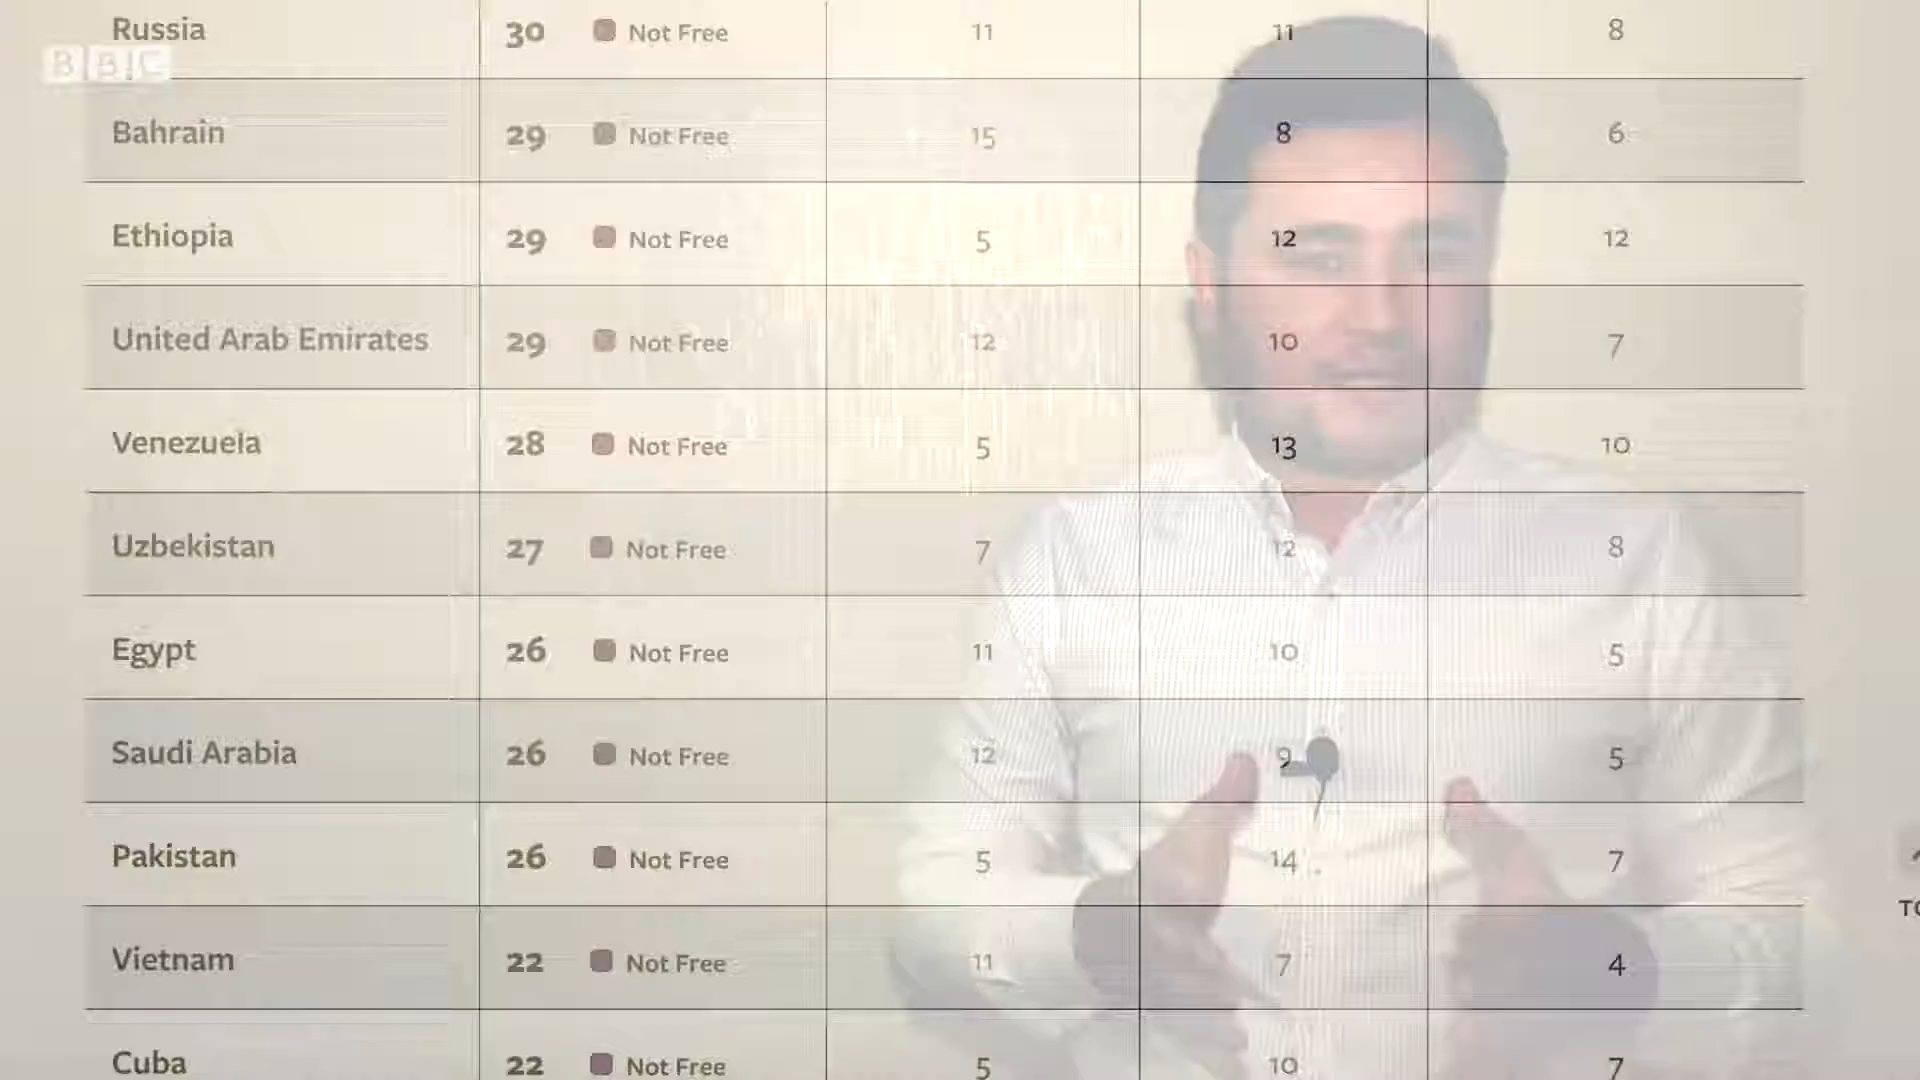 Russia 30 Not Free 11 11 8
BBC
Bahrain 29 Not Free 15 8 6
Ethiopia 29 Not Free 5 12 12
United Arab Emirates 29 Not Free 12 10 7
Venezuela 28 Not Free 5 13 10
Uzbekistan 27 Not Free 7 12 8
Egypt 26 Not Free 11 10 5
Saudi Arabia 26 Not Free 12 9 5
Pakistan 26 Not Free 5 14 7
Vietnam 22 Not Free 11 7 4
Cuba 22 Not Free 5 10 7